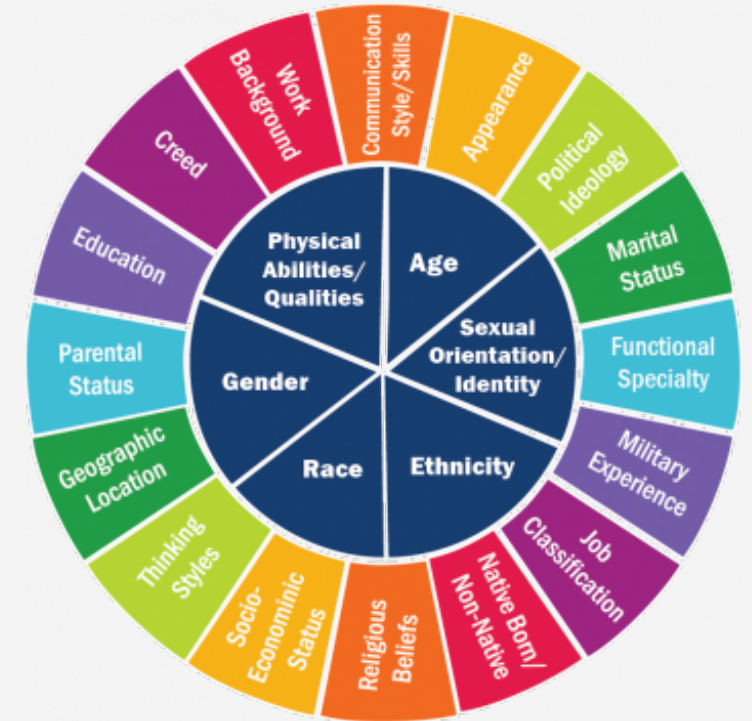 Communication
Style/Skills
Appearance
Political
Ideology
Marital
Status
Functional
Specialty
Military
Experience
Job
Classification
Native Born/
Non-Native
Religious
Beliefs
Socio-
Econominic
Status
Thinking
Styles
Geographic
Location
Parental
Status
Education
Creed
Work
Background
Physical
Abilities/
Qualities
Age
Sexual
Orientation/
Identity
Ethnicity
Race
Gender